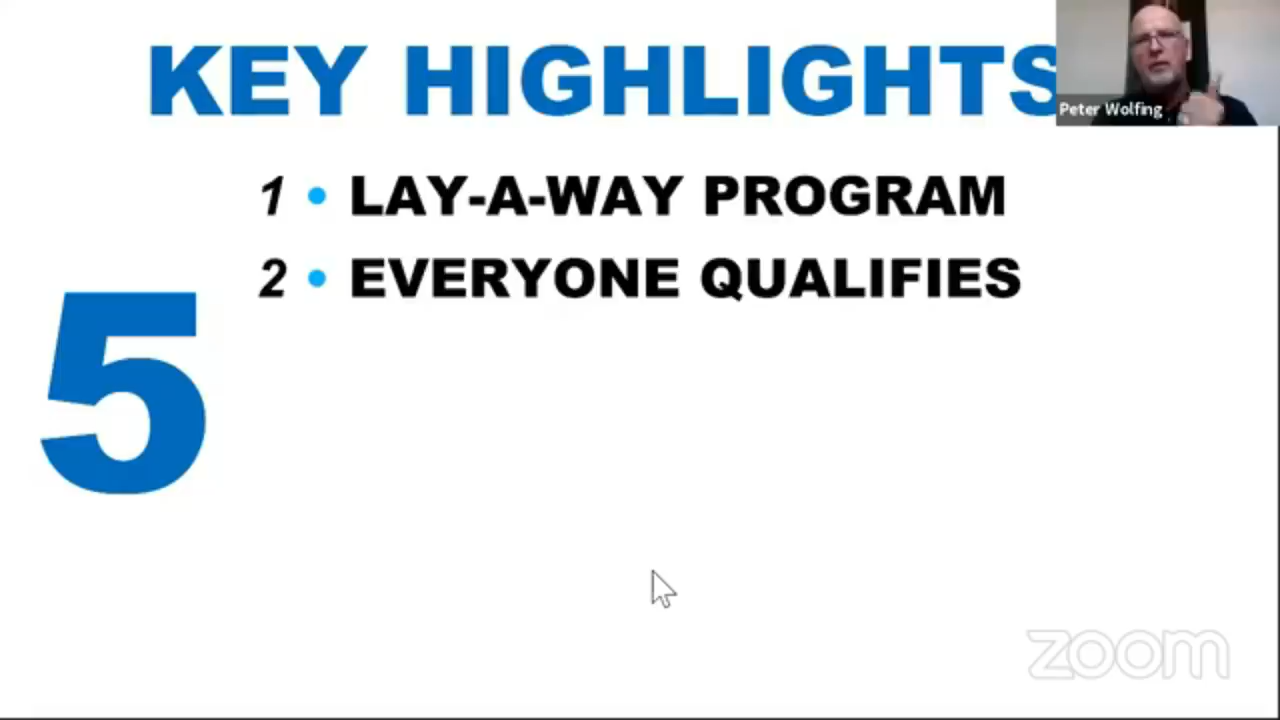 KEY HIGHLIGHTS
Peter Wolfing
1 • LAY-A-WAY PROGRAM
2 • EVERYONE QUALIFIES
5
zoom